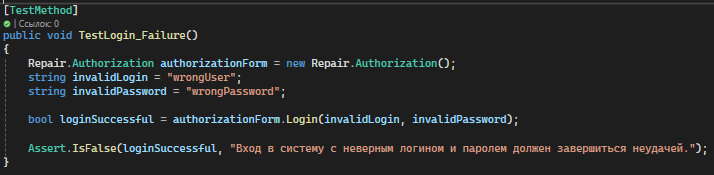 [TestMethod]
| Ссылок: 0
public void TestLogin_Failure()
{
Repair.Authorization authorizationForm = new Repair.Authorization();
string invalidLogin = "wrongUser";
string invalidPassword = "wrongPassword";
bool loginSuccessful = authorizationForm.Login(invalidLogin, invalidPassword);
Assert.IsFalse(loginSuccessful, "Вход в систему с неверным логином и паролем должен завершиться неудачей.");
}